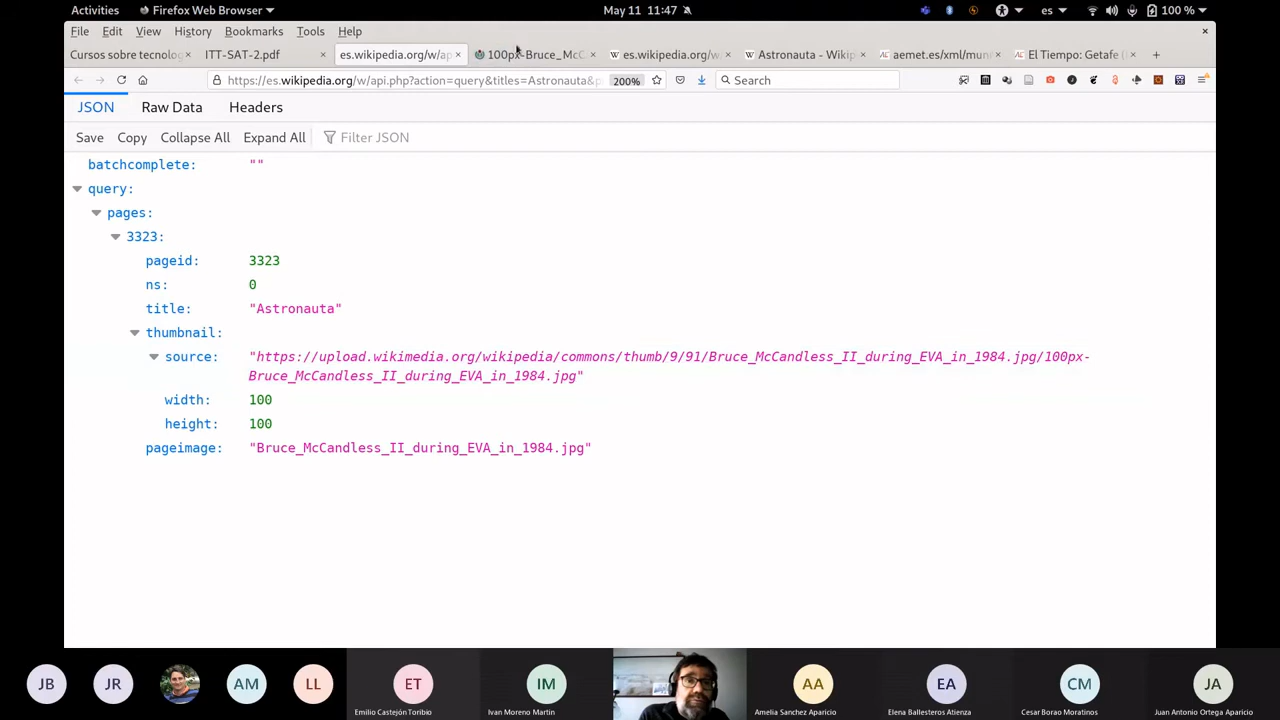 Activities Firefox Web Browser May 11 11:47 es 100 %
File Edit View History Bookmarks Tools Help
Cursos sobre tecnolog ITT-SAT-2.pdf es.wikipedia.org/w/ap 100px-Bruce_McC es.wikipedia.org/w Astronauta - Wikip aemet.es/xml/mun El Tiempo: Getafe (
https://es.wikipedia.org/w/api.php?action=query&titles=Astronauta&p 200% Search
JSON Raw Data Headers
Save Copy Collapse All Expand All Filter JSON
batchcomplete: ""
query:
pages:
3323:
pageid: 3323
ns: 0
title: "Astronauta"
thumbnail:
source: "https://upload.wikimedia.org/wikipedia/commons/thumb/9/91/Bruce_McCandless_II_during_EVA_in_1984.jpg/100px-
Bruce_McCandless_II_during_EVA_in_1984.jpg"
width: 100
height: 100
pageimage: "Bruce_McCandless_II_during_EVA_in_1984.jpg"
JB JR AM LL ET IM AA EA CM JA
Emilio Castejón Toribio Ivan Moreno Martin Amelia Sanchez Aparicio Elena Ballesteros Atienza Cesar Borao Moratinos Juan Antonio Ortega Aparicio